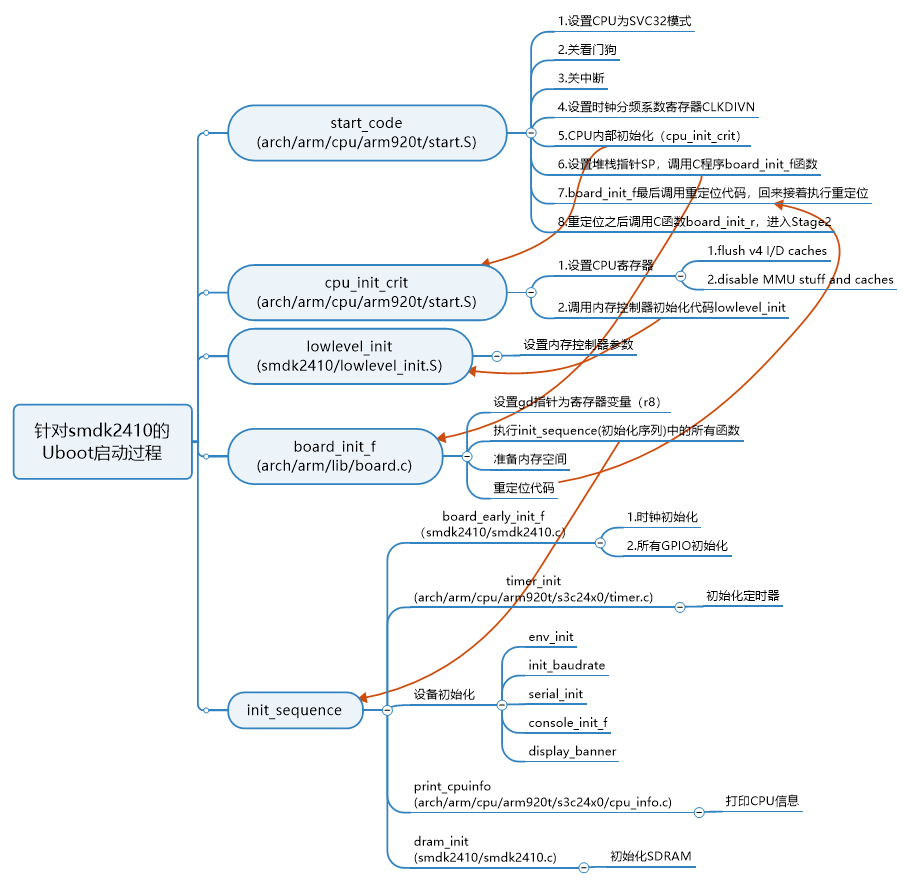 针对smdk2410的
Uboot启动过程
start_code
(arch/arm/cpu/arm920t/start.S)
1.设置CPU为SVC32模式
2.关看门狗
3.关中断
4.设置时钟分频系数寄存器CLKDIVN
5.CPU内部初始化（cpu_init_crit）
6.设置堆栈指针SP，调用C程序board_init_f函数
7.board_init_f最后调用重定位代码，回来接着执行重定位
8.重定位之后调用C函数board_init_r，进入Stage2
cpu_init_crit
(arch/arm/cpu/arm920t/start.S)
1.设置CPU寄存器
1.flush v4 I/D caches
2.disable MMU stuff and caches
2.调用内存控制器初始化代码lowlevel_init
lowlevel_init
(smdk2410/lowlevel_init.S)
设置内存控制器参数
board_init_f
(arch/arm/lib/board.c)
设置gd指针为寄存器变量（r8）
执行init_sequence(初始化序列)中的所有函数
准备内存空间
重定位代码
init_sequence
board_early_init_f
（smdk2410/smdk2410.c)
1.时钟初始化
2.所有GPIO初始化
timer_init
(arch/arm/cpu/arm920t/s3c24x0/timer.c)
初始化定时器
设备初始化
env_init
init_baudrate
serial_init
console_init_f
display_banner
print_cpuinfo
(arch/arm/cpu/arm920t/s3c24x0/cpu_info.c)
打印CPU信息
dram_init
(smdk2410/smdk2410.c)
初始化SDRAM